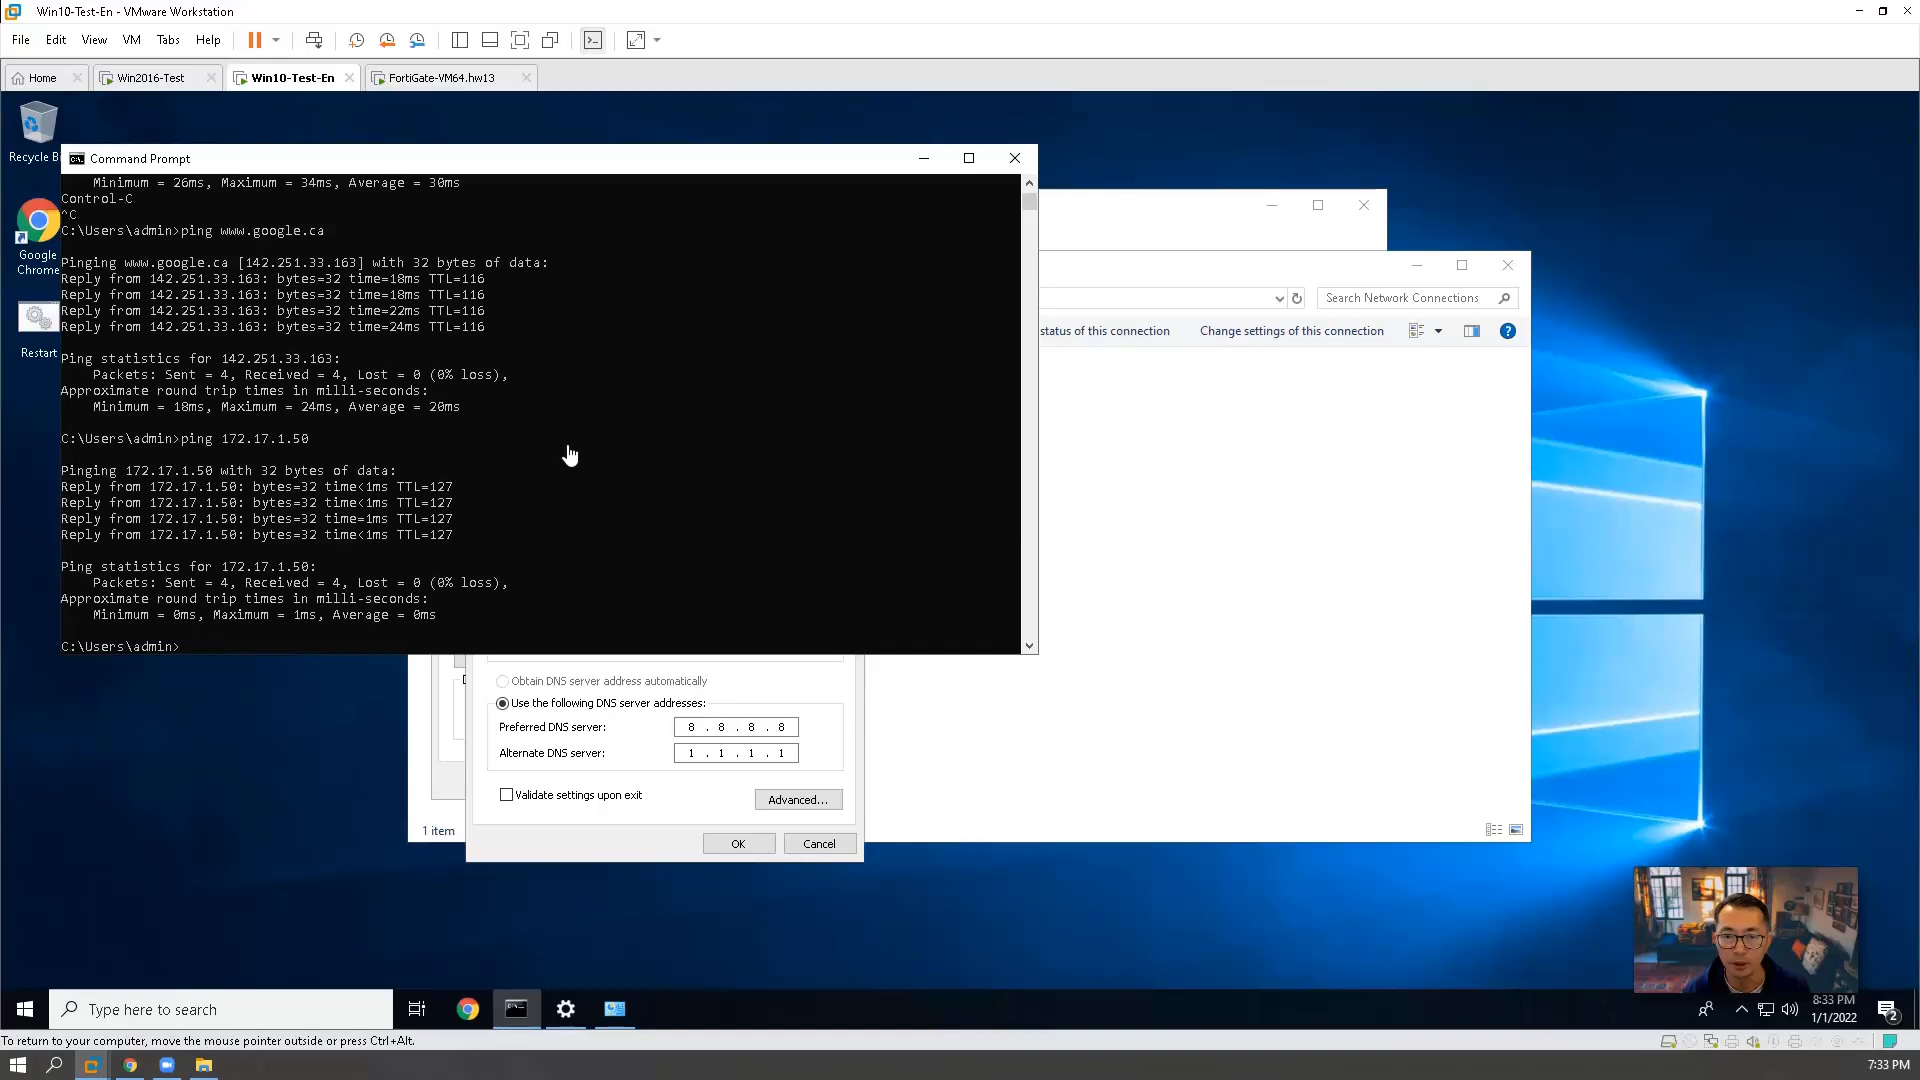 Win10-Test-En - VMware Workstation
File Edit View VM Tabs Help
Home Win2016-Test Win10-Test-En FortiGate-VM64.hw13
Recycle B
Command Prompt
Minimum = 26ms, Maximum = 34ms, Average = 30ms
Control-C
^C
C:\Users\admin>ping www.google.ca
Pinging www.google.ca [142.251.33.163] with 32 bytes of data:
Reply from 142.251.33.163: bytes=32 time=18ms TTL=116
Reply from 142.251.33.163: bytes=32 time=18ms TTL=116
Reply from 142.251.33.163: bytes=32 time=22ms TTL=116
Reply from 142.251.33.163: bytes=32 time=24ms TTL=116
Ping statistics for 142.251.33.163:
Packets: Sent = 4, Received = 4, Lost = 0 (0% loss),
Approximate round trip times in milli-seconds:
Minimum = 18ms, Maximum = 24ms, Average = 20ms
C:\Users\admin>ping 172.17.1.50
Pinging 172.17.1.50 with 32 bytes of data:
Reply from 172.17.1.50: bytes=32 time<1ms TTL=127
Reply from 172.17.1.50: bytes=32 time<1ms TTL=127
Reply from 172.17.1.50: bytes=32 time=1ms TTL=127
Reply from 172.17.1.50: bytes=32 time<1ms TTL=127
Ping statistics for 172.17.1.50:
Packets: Sent = 4, Received = 4, Lost = 0 (0% loss),
Approximate round trip times in milli-seconds:
Minimum = 0ms, Maximum = 1ms, Average = 0ms
C:\Users\admin>
Google
Chrome
Restart
Search Network Connections
status of this connection Change settings of this connection
Obtain DNS server address automatically
Use the following DNS server addresses:
Preferred DNS server: 8 . 8 . 8 . 8
Alternate DNS server: 1 . 1 . 1 . 1
Validate settings upon exit
Advanced...
1 item
OK Cancel
Type here to search
8:33 PM
1/1/2022
2
To return to your computer, move the mouse pointer outside or press Ctrl+Alt.
7:33 PM